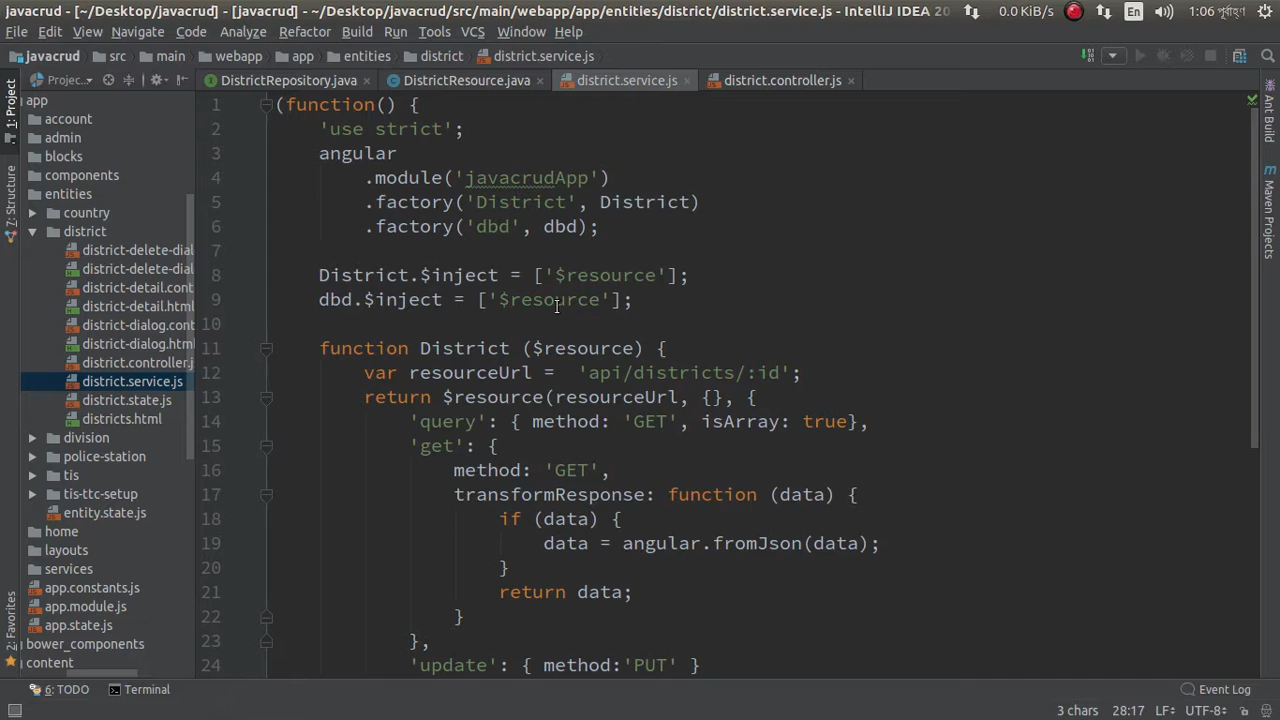 javacrud - [~/Desktop/javacrud] - [javacrud] - ~/Desktop/javacrud/src/main/webapp/app/entities/district/district.service.js - IntelliJ IDEA 20
0.0 KiB/s
En
1:06 পূর্বাহ্ণ
File Edit View Navigate Code Analyze Refactor Build Run Tools VCS Window Help
javacrud src main webapp app entities district district.service.js
Projec..
DistrictRepository.java DistrictResource.java district.service.js district.controller.js
1: Project
7: Structure
2: Favorites
app
account
admin
blocks
components
entities
country
district
district-delete-dial
district-delete-dial
district-detail.cont
district-detail.html
district-dialog.cont
district-dialog.htm
district.controller.j
district.service.js
district.state.js
districts.html
division
police-station
tis
tis-ttc-setup
entity.state.js
home
layouts
services
app.constants.js
app.module.js
app.state.js
bower_components
content
1 (function() {
2 'use strict';
3 angular
4 .module('javacrudApp')
5 .factory('District', District)
6 .factory('dbd', dbd);
7
8 District.$inject = ['$resource'];
9 dbd.$inject = ['$resource'];
10
11 function District ($resource) {
12 var resourceUrl =  'api/districts/:id';
13 return $resource(resourceUrl, {}, {
14 'query': { method: 'GET', isArray: true},
15 'get': {
16 method: 'GET',
17 transformResponse: function (data) {
18 if (data) {
19 data = angular.fromJson(data);
20 }
21 return data;
22 }
23 },
24 'update': { method:'PUT' }
Ant Build
Maven Projects
6: TODO Terminal
Event Log
3 chars 28:17 LF UTF-8